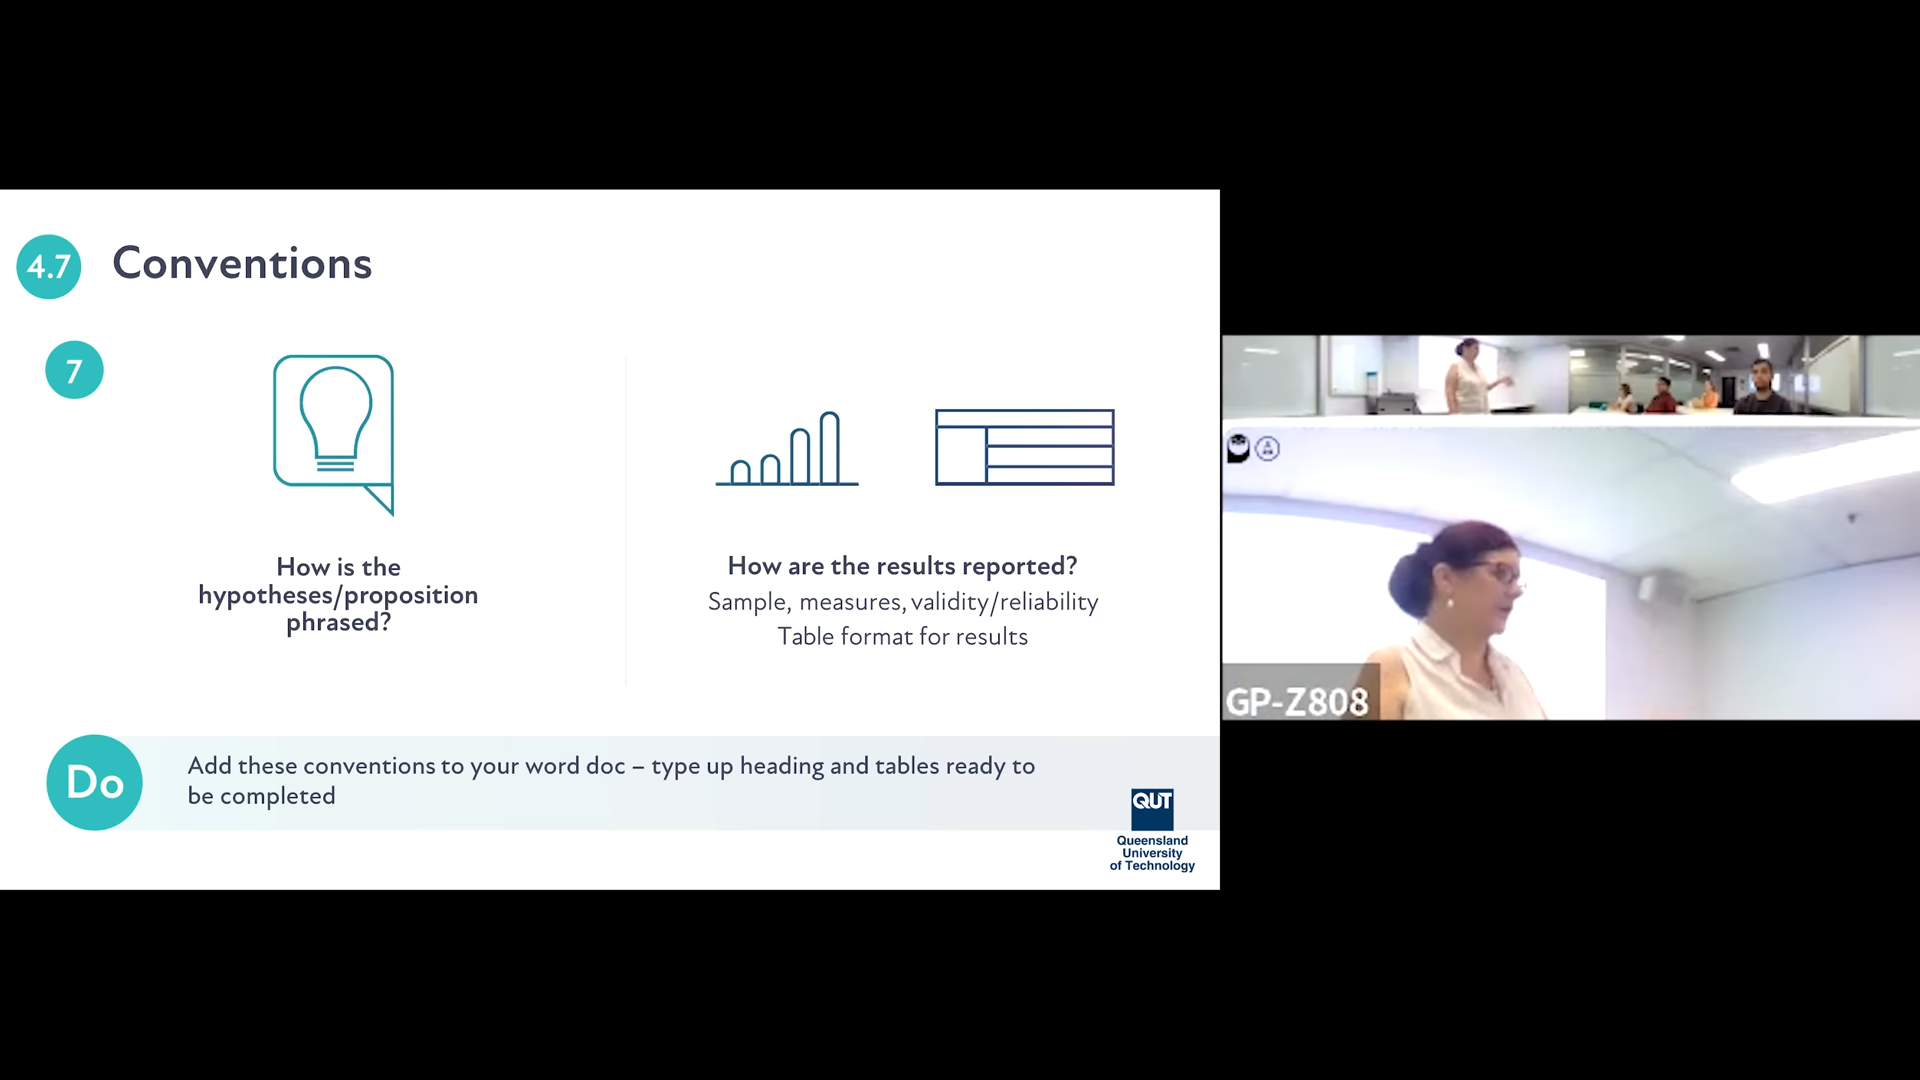 4.7
Conventions
7
How is the
hypotheses/proposition
phrased?
How are the results reported?
Sample, measures, validity/reliability
Table format for results
Do
Add these conventions to your word doc – type up heading and tables ready to
be completed
QUT
Queensland
University
of Technology
GP-Z808